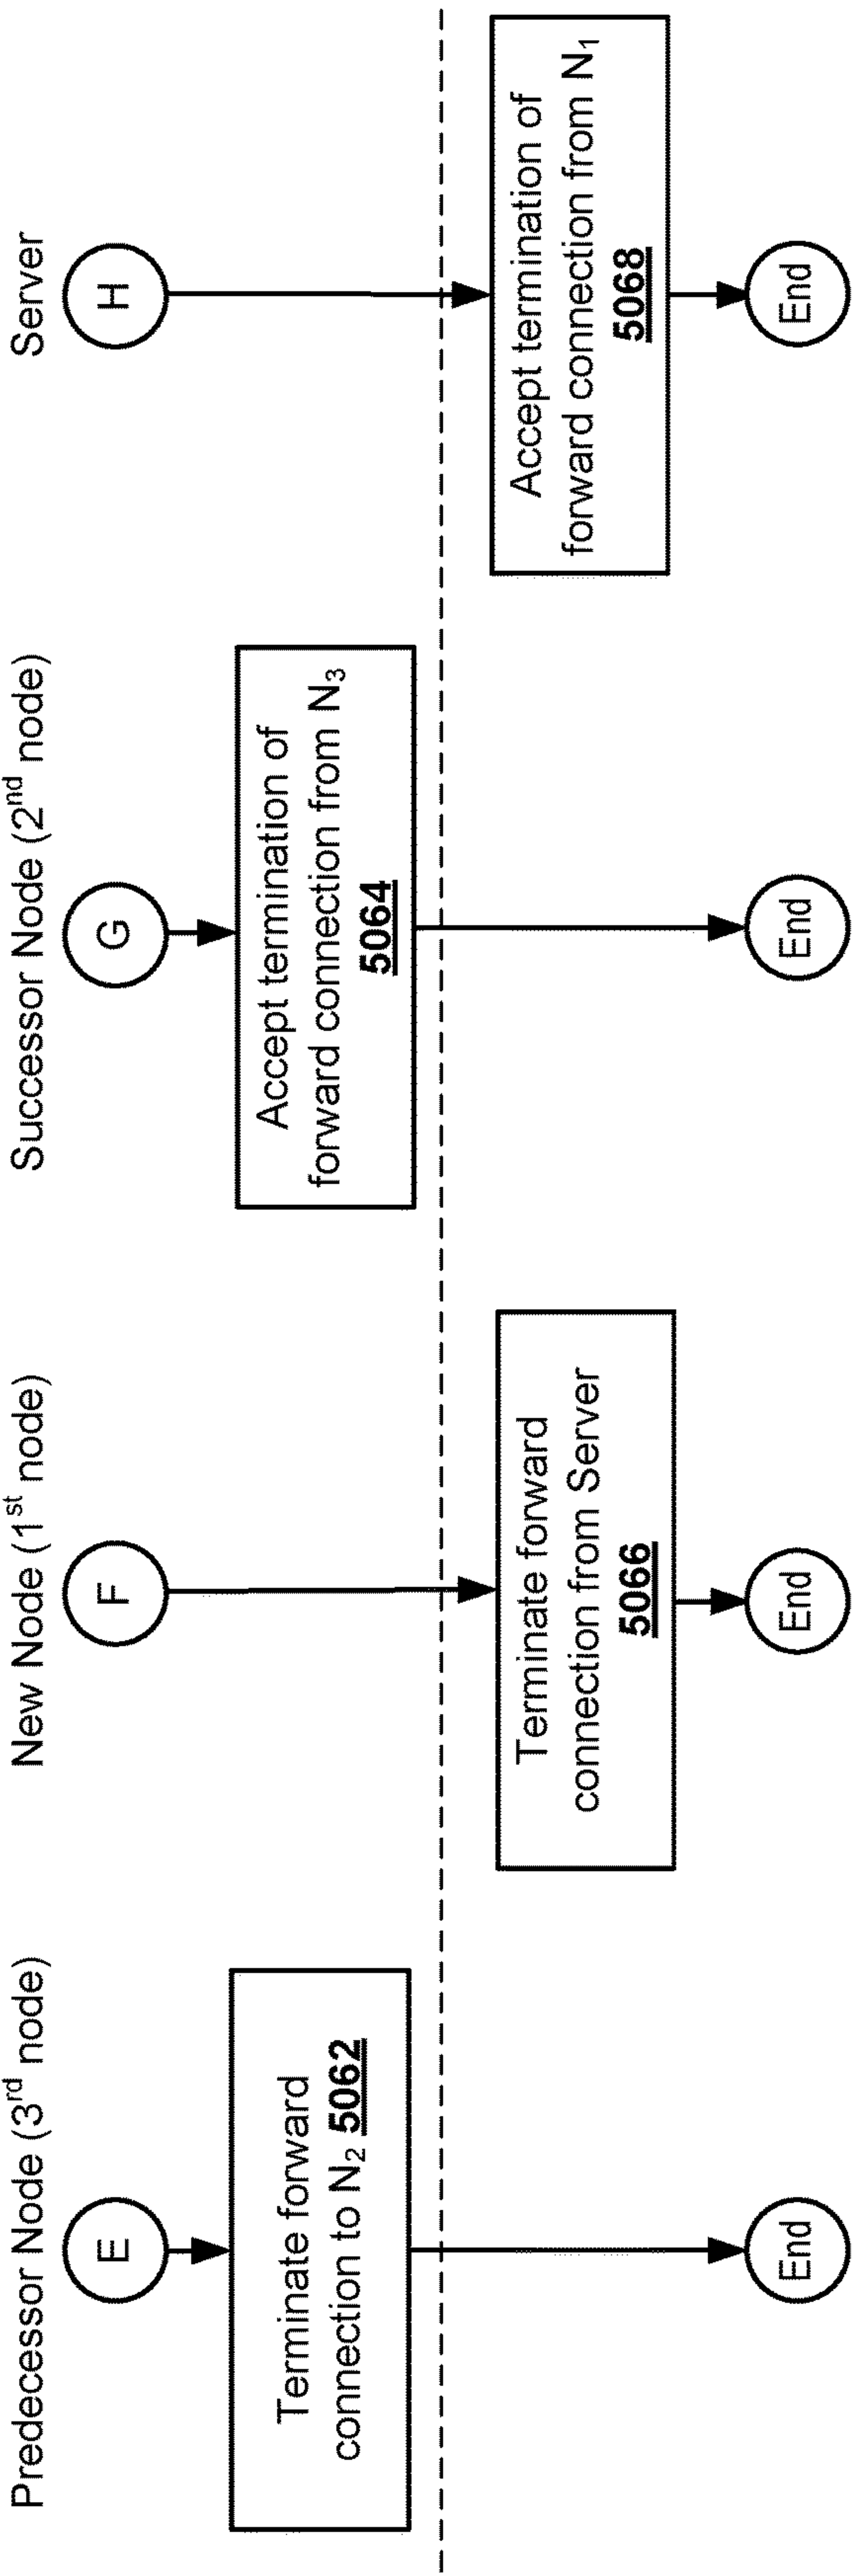 Predecessor Node (3rd node)
New Node (1st node)
Successor Node (2nd node)
Server
E
F
G
H
Terminate forward
connection to N2 5062
Accept termination of
forward connection from N3
5064
Terminate forward
connection from Server
5066
Accept termination of
forward connection from N1
5068
End
End
End
End